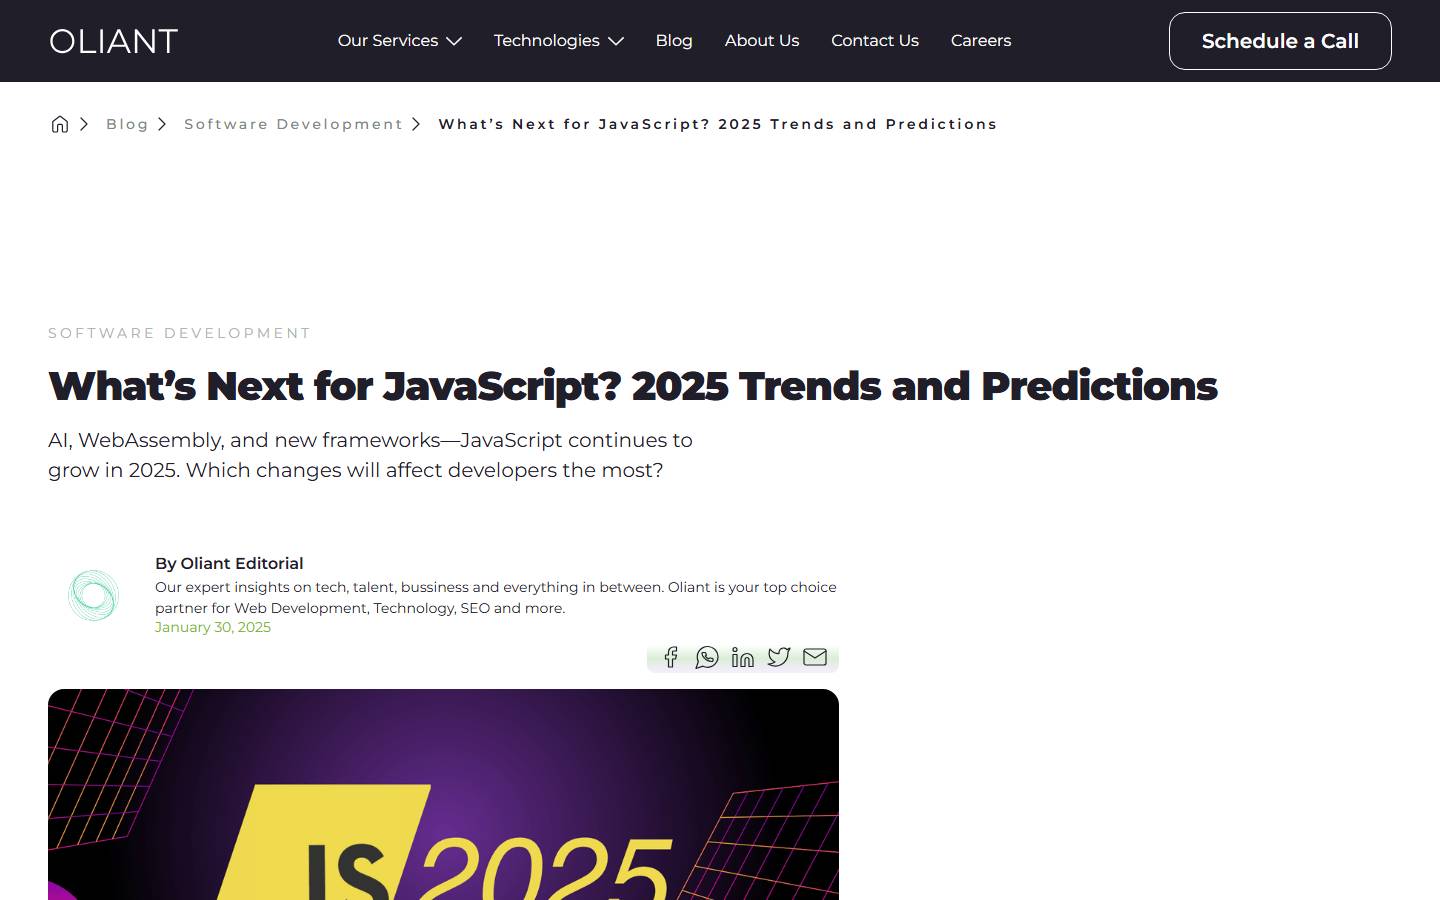 OLIANT
Our Services
Technologies
Blog
About Us
Contact Us
Careers
Schedule a Call
Blog
Software Development
What’s Next for JavaScript? 2025 Trends and Predictions
SOFTWARE DEVELOPMENT
What’s Next for JavaScript? 2025 Trends and Predictions
AI, WebAssembly, and new frameworks—JavaScript continues to
grow in 2025. Which changes will affect developers the most?
By Oliant Editorial
Our expert insights on tech, talent, bussiness and everything in between. Oliant is your top choice
partner for Web Development, Technology, SEO and more.
January 30, 2025
JS 2025